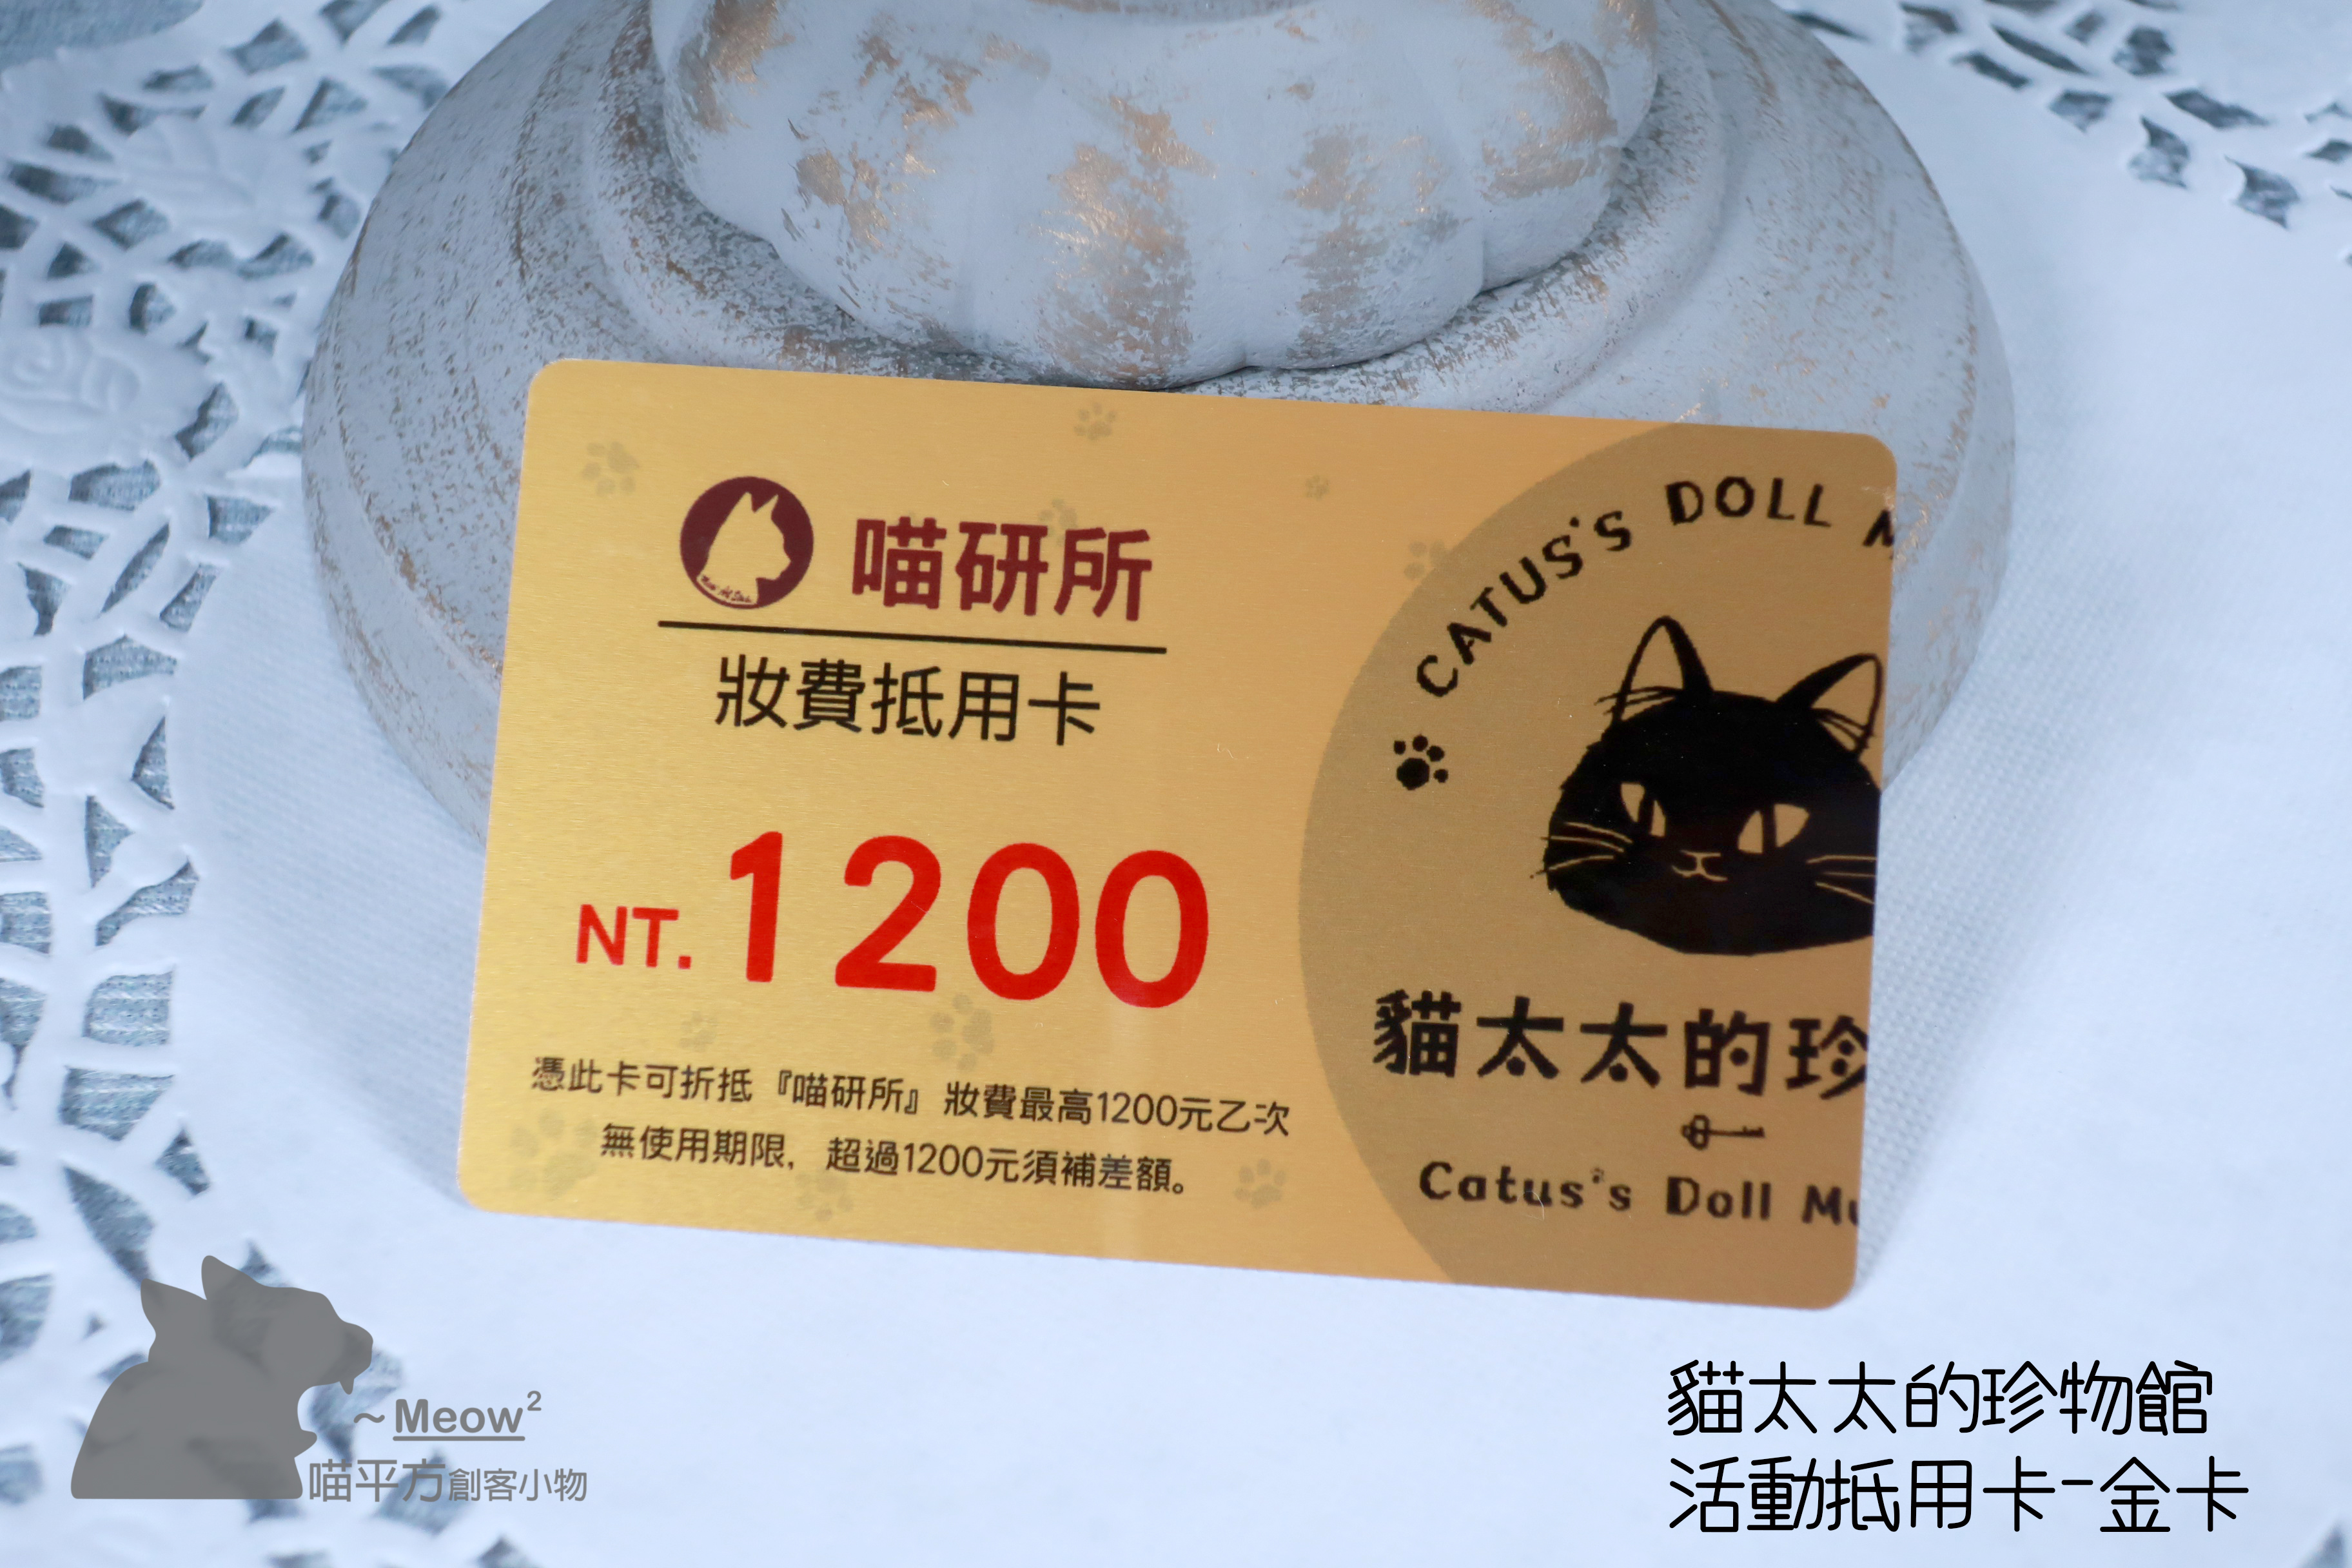 喵研所
妝費抵用卡
NT. 1200
憑此卡可折抵『喵研所』妝費最高1200元乙次
無使用期限，超過1200元須補差額。
CATUS'S DOLL
貓太太的珍
Catus's Doll Mu
~Meow²
喵平方創客小物
貓太太的珍物館
活動抵用卡-金卡